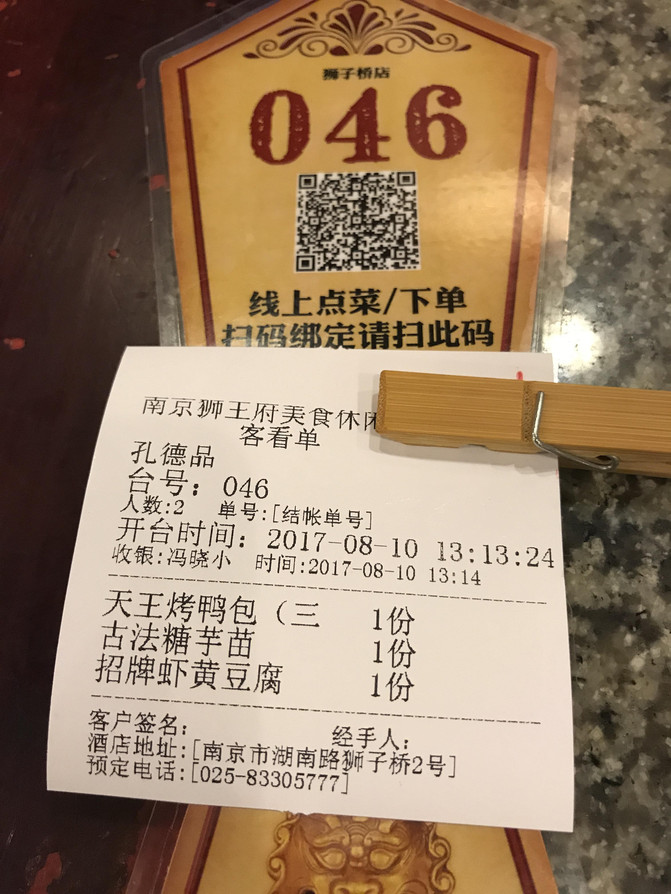 狮子桥店
046
线上点菜/下单
扫码绑定请扫此码
南京狮王府美食休闲
客看单
孔德品
台号：046
人数:2 单号:[结帐单号]
开台时间：2017-08-10 13:13:24
收银:冯晓小 时间:2017-08-10 13:14
天王烤鸭包（三 1份
古法糖芋苗 1份
招牌虾黄豆腐 1份
客户签名: 经手人:
酒店地址:[南京市湖南路狮子桥2号]
预定电话:[025-83305777]